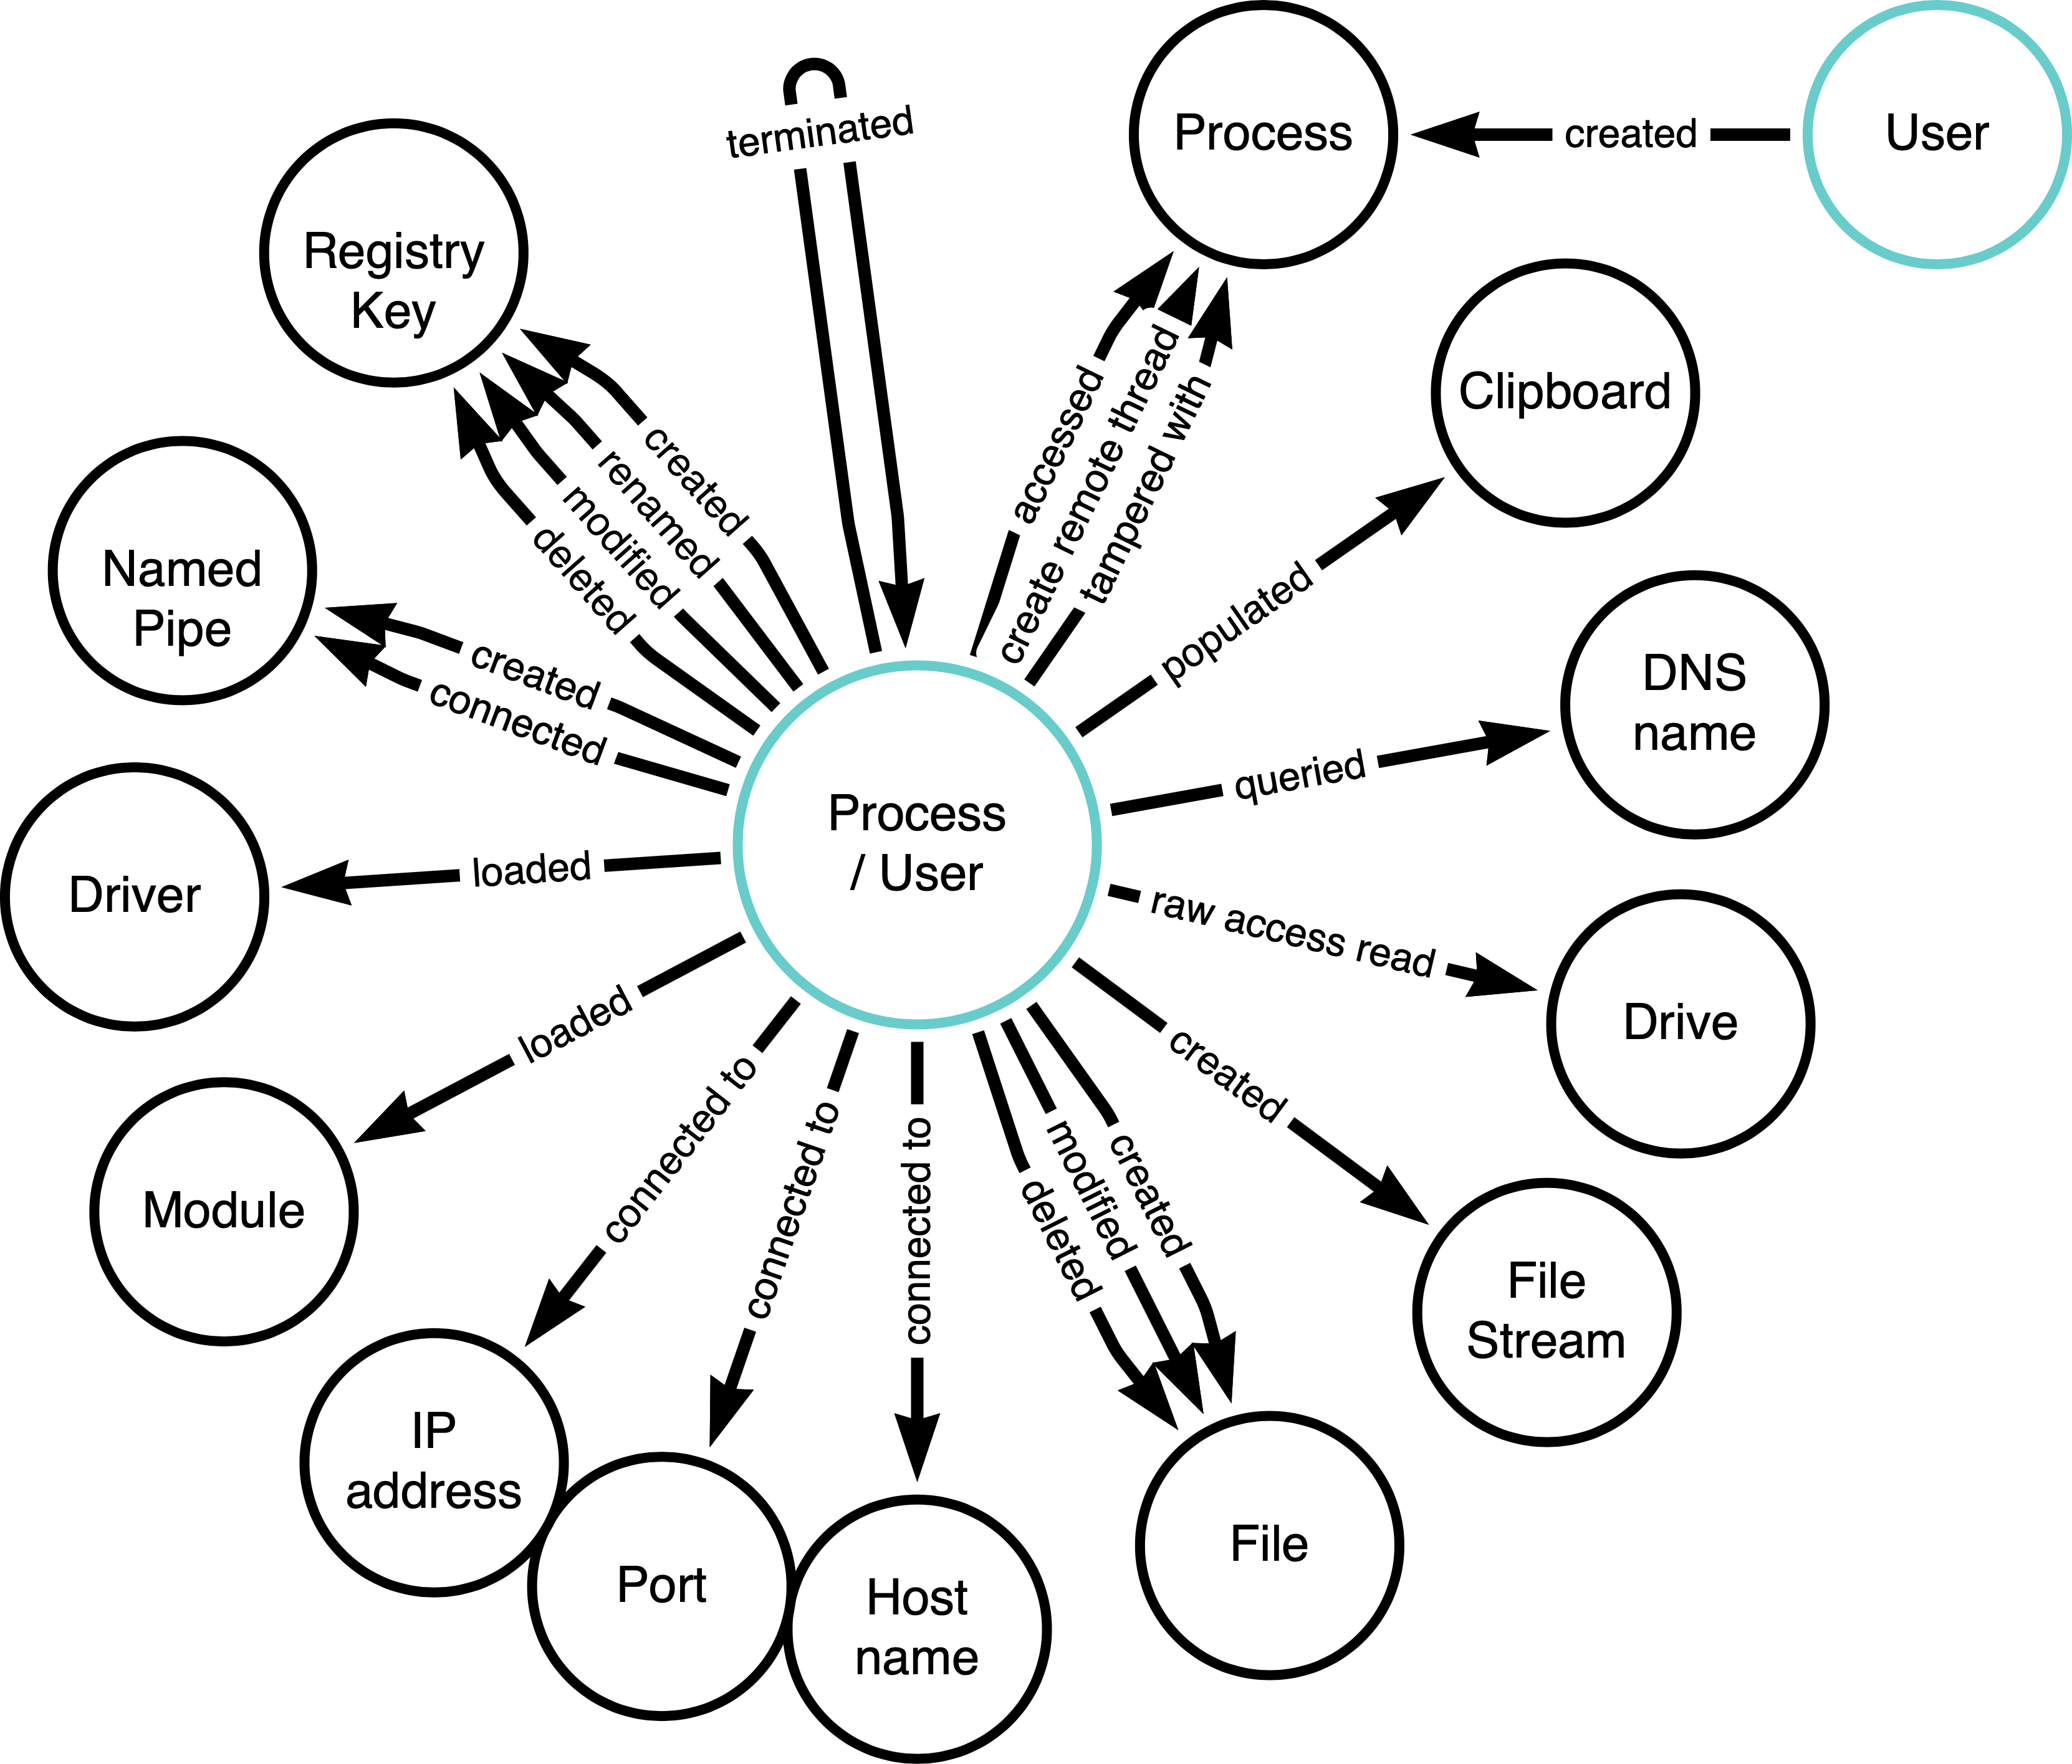 terminated
Process
created
User
Registry
Key
Clipboard
accessed
create remote thread
tampered with
created
renamed
modified
deleted
Named
Pipe
created
connected
populated
DNS
name
queried
Process
/ User
Driver
loaded
raw access read
Drive
loaded
Module
connected to
connected to
connected to
deleted
modified
created
created
File
Stream
IP
address
Port
Host
name
File